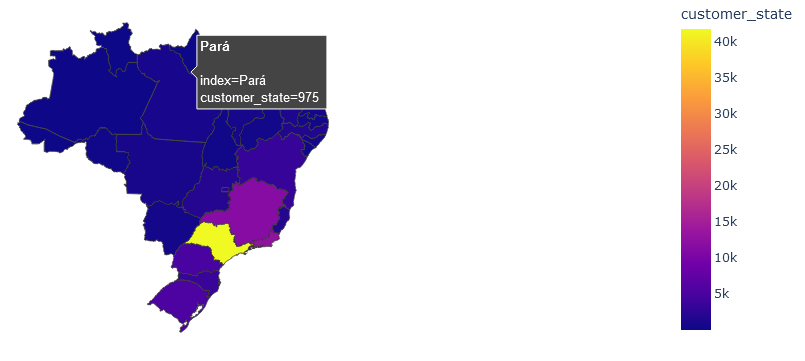 customer_state
Pará
index=Pará
customer_state=975
40k
35k
30k
25k
20k
15k
10k
5k